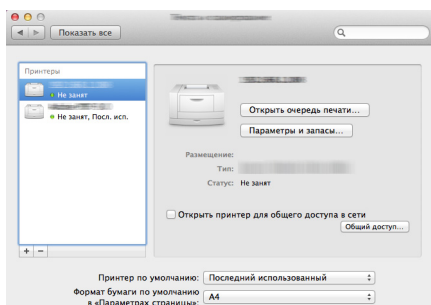 Показать все
Принтеры
Не занят
Не занят, Посл. исп.
Открыть очередь печати...
Параметры и запасы...
Размещение:
Тип:
Статус: Не занят
Открыть принтер для общего доступа в сети
Общий доступ...
+ −
Принтер по умолчанию: Последний использованный
Формат бумаги по умолчанию
в «Параметрах страницы»: A4